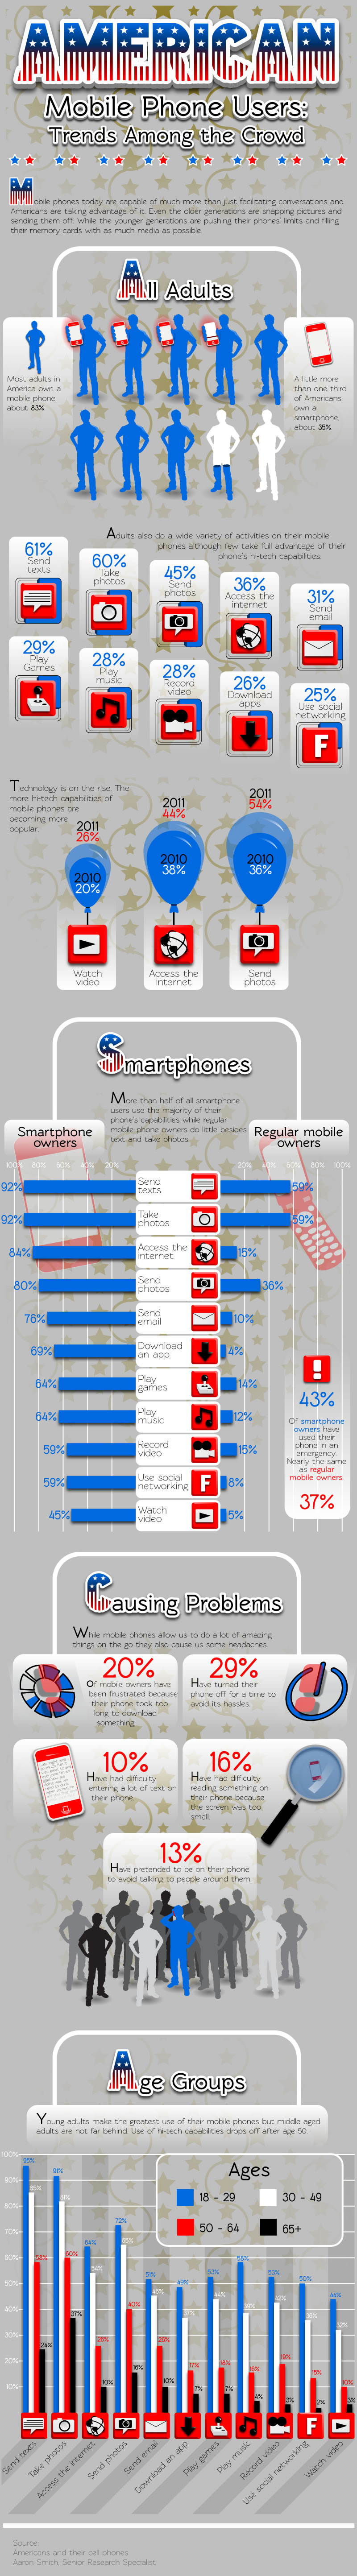 AMERICAN
Mobile Phone Users:
Trends Among the Crowd
Mobile phones today are capable of much more than just facilitating conversations and
Americans are taking advantage of it. Even the older generations are snapping pictures and
sending them off. While the younger generations are pushing their phones limits and filling
their memory cards with as much media as possible.
All Adults
Most adults in
America own a
mobile phone,
about 83%
A little more
than one third
of Americans
own a
smartphone,
about 35%
Adults also do a wide variety of activities on their mobile
phones although few take full advantage of their
phone's hi-tech capabilities.
61%
Send
texts
60%
Take
photos
45%
Send
photos
36%
Access the
internet
31%
Send
email
29%
Play
Games
28%
Play
music
28%
Record
video
26%
Download
apps
25%
Use social
networking
F
Technology is on the rise. The
more hi-tech capabilities of
mobile phones are
becoming more
popular.
2011
26%
2010
20%
Watch
video
2011
44%
2010
38%
Access the
internet
2011
54%
2010
36%
Send
photos
Smartphones
More than half of all smartphone
users use the majority of their
phone's capabilities while regular
mobile phone owners do little besides
text and take photos.
Smartphone
owners
Regular mobile
owners
100% 80% 60% 40% 20%
20% 40% 60% 80% 100%
92% Send texts 59%
92% Take photos 59%
84% Access the internet 15%
80% Send photos 36%
76% Send email 10%
69% Download an app 4%
64% Play games 14%
64% Play music 12%
59% Record video 15%
59% Use social networking F 8%
45% Watch video 5%
43%
Of smartphone
owners have
used their
phone in an
emergency.
Nearly the same
as regular
mobile owners
37%
Causing Problems
While mobile phones allow us to do a lot of amazing
things on the go they also cause us some headaches.
20%
Of mobile owners have
been frustrated because
their phone took too
long to download
something.
29%
Have turned their
phone off for a time to
avoid its hassles.
10%
Have had difficulty
entering a lot of text on
their phone
16%
Have had difficulty
reading something on
their phone because
the screen was too
small
13%
Have pretended to be on their phone
to avoid talking to people around them
Age Groups
Young adults make the greatest use of their mobile phones but middle aged
adults are not far behind. Use of hi-tech capabilities drops off after age 50.
Ages
18 - 29
30 - 49
50 - 64
65+
100%
90%
80%
70%
60%
50%
40%
30%
20%
10%
95% 85% 58% 24%
91% 60% 37%
64% 54% 26% 10%
72% 40% 16%
51% 26% 10%
49% 17% 7%
53% 44% 7%
58% 4%
53% 42% 19% 3%
50% 36% 2%
44% 32% 10% 3%
Send texts
Take photos
Access the internet
Send photos
Send email
Download an app
Play games
Play music
Record video
Use social networking
Watch video
F
Source:
Americans and their cell phones
Aaron Smith, Senior Research Specialist